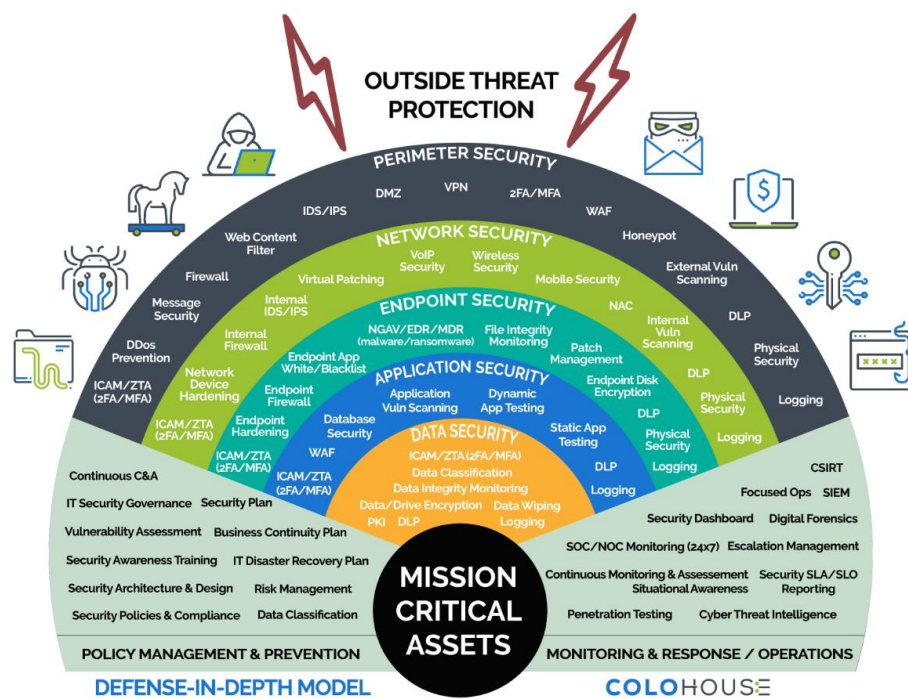 OUTSIDE THREAT
PROTECTION
PERIMETER SECURITY
ICAM/ZTA
(2FA/MFA)
DDos
Prevention
Message
Security
Firewall
Web Content
Filter
IDS/IPS
DMZ
VPN
2FA/MFA
WAF
Honeypot
External Vuln
Scanning
DLP
Physical
Security
Logging
NETWORK SECURITY
ICAM/ZTA
(2FA/MFA)
Network
Device
Hardening
Internal
Firewall
Internal
IDS/IPS
Virtual Patching
VoIP
Security
Wireless
Security
Mobile Security
NAC
Internal
Vuln
Scanning
DLP
Physical
Security
Logging
ENDPOINT SECURITY
ICAM/ZTA
(2FA/MFA)
Endpoint
Hardening
Endpoint
Firewall
Endpoint App
White/Blacklist
NGAV/EDR/MDR
(malware/ransomware)
File Integrity
Monitoring
Patch
Management
Endpoint Disk
Encryption
DLP
Physical
Security
Logging
APPLICATION SECURITY
ICAM/ZTA
(2FA/MFA)
WAF
Database
Security
Application
Vuln Scanning
Dynamic
App Testing
Static App
Testing
DLP
Logging
DATA SECURITY
ICAM/ZTA (2FA/MFA)
Data Classification
Data Integrity Monitoring
Data/Drive Encryption
Data Wiping
PKI
DLP
Logging
MISSION
CRITICAL
ASSETS
Continuous C&A
IT Security Governance
Security Plan
Vulnerability Assessment
Business Continuity Plan
Security Awareness Training
IT Disaster Recovery Plan
Security Architecture & Design
Risk Management
Security Policies & Compliance
Data Classification
POLICY MANAGEMENT & PREVENTION
CSIRT
Focused Ops
SIEM
Security Dashboard
Digital Forensics
SOC/NOC Monitoring (24x7)
Escalation Management
Continuous Monitoring & Assessment
Situational Awareness
Security SLA/SLO
Reporting
Penetration Testing
Cyber Threat Intelligence
MONITORING & RESPONSE / OPERATIONS
DEFENSE-IN-DEPTH MODEL
COLOHOUSE